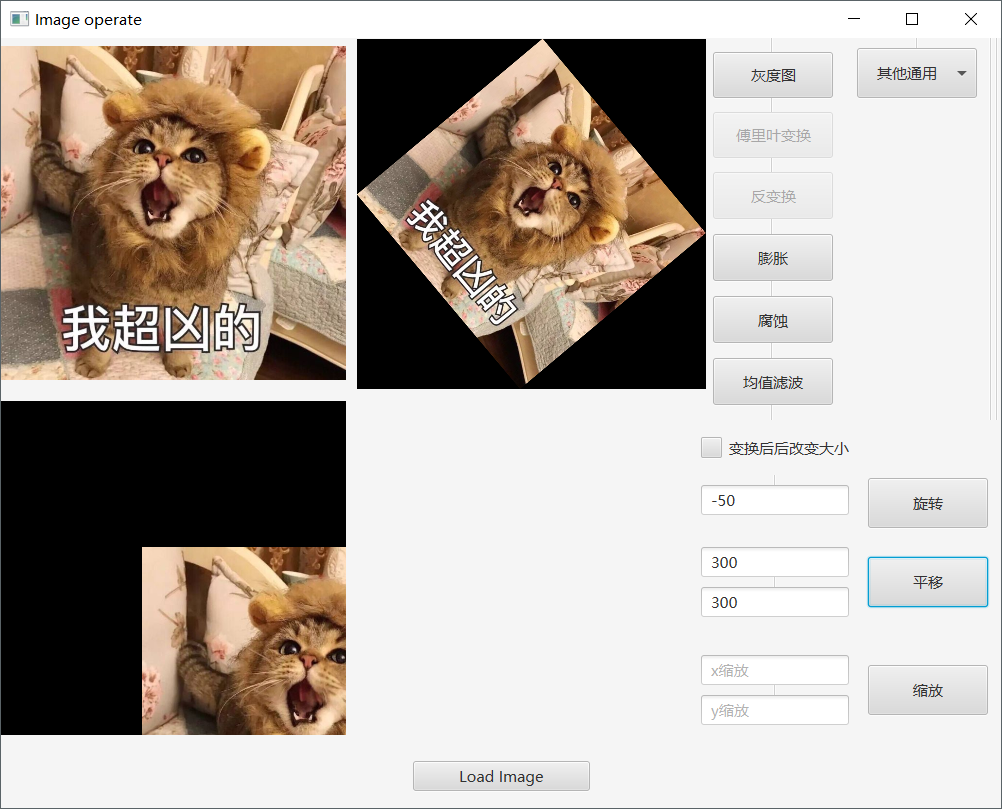 Image operate
我超凶的
我超凶的
灰度图
其他通用
傅里叶变换
反变换
膨胀
腐蚀
均值滤波
变换后后改变大小
-50
旋转
300
平移
300
x缩放
缩放
y缩放
Load Image